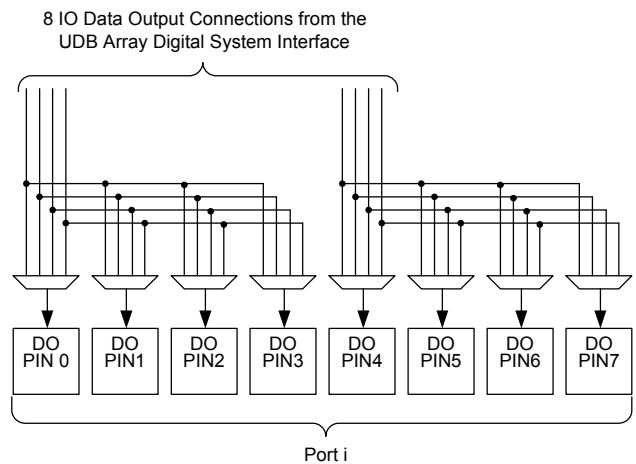 8 IO Data Output Connections from the
UDB Array Digital System Interface
DO
PIN 0
DO
PIN1
DO
PIN2
DO
PIN3
DO
PIN4
DO
PIN5
DO
PIN6
DO
PIN7
Port i